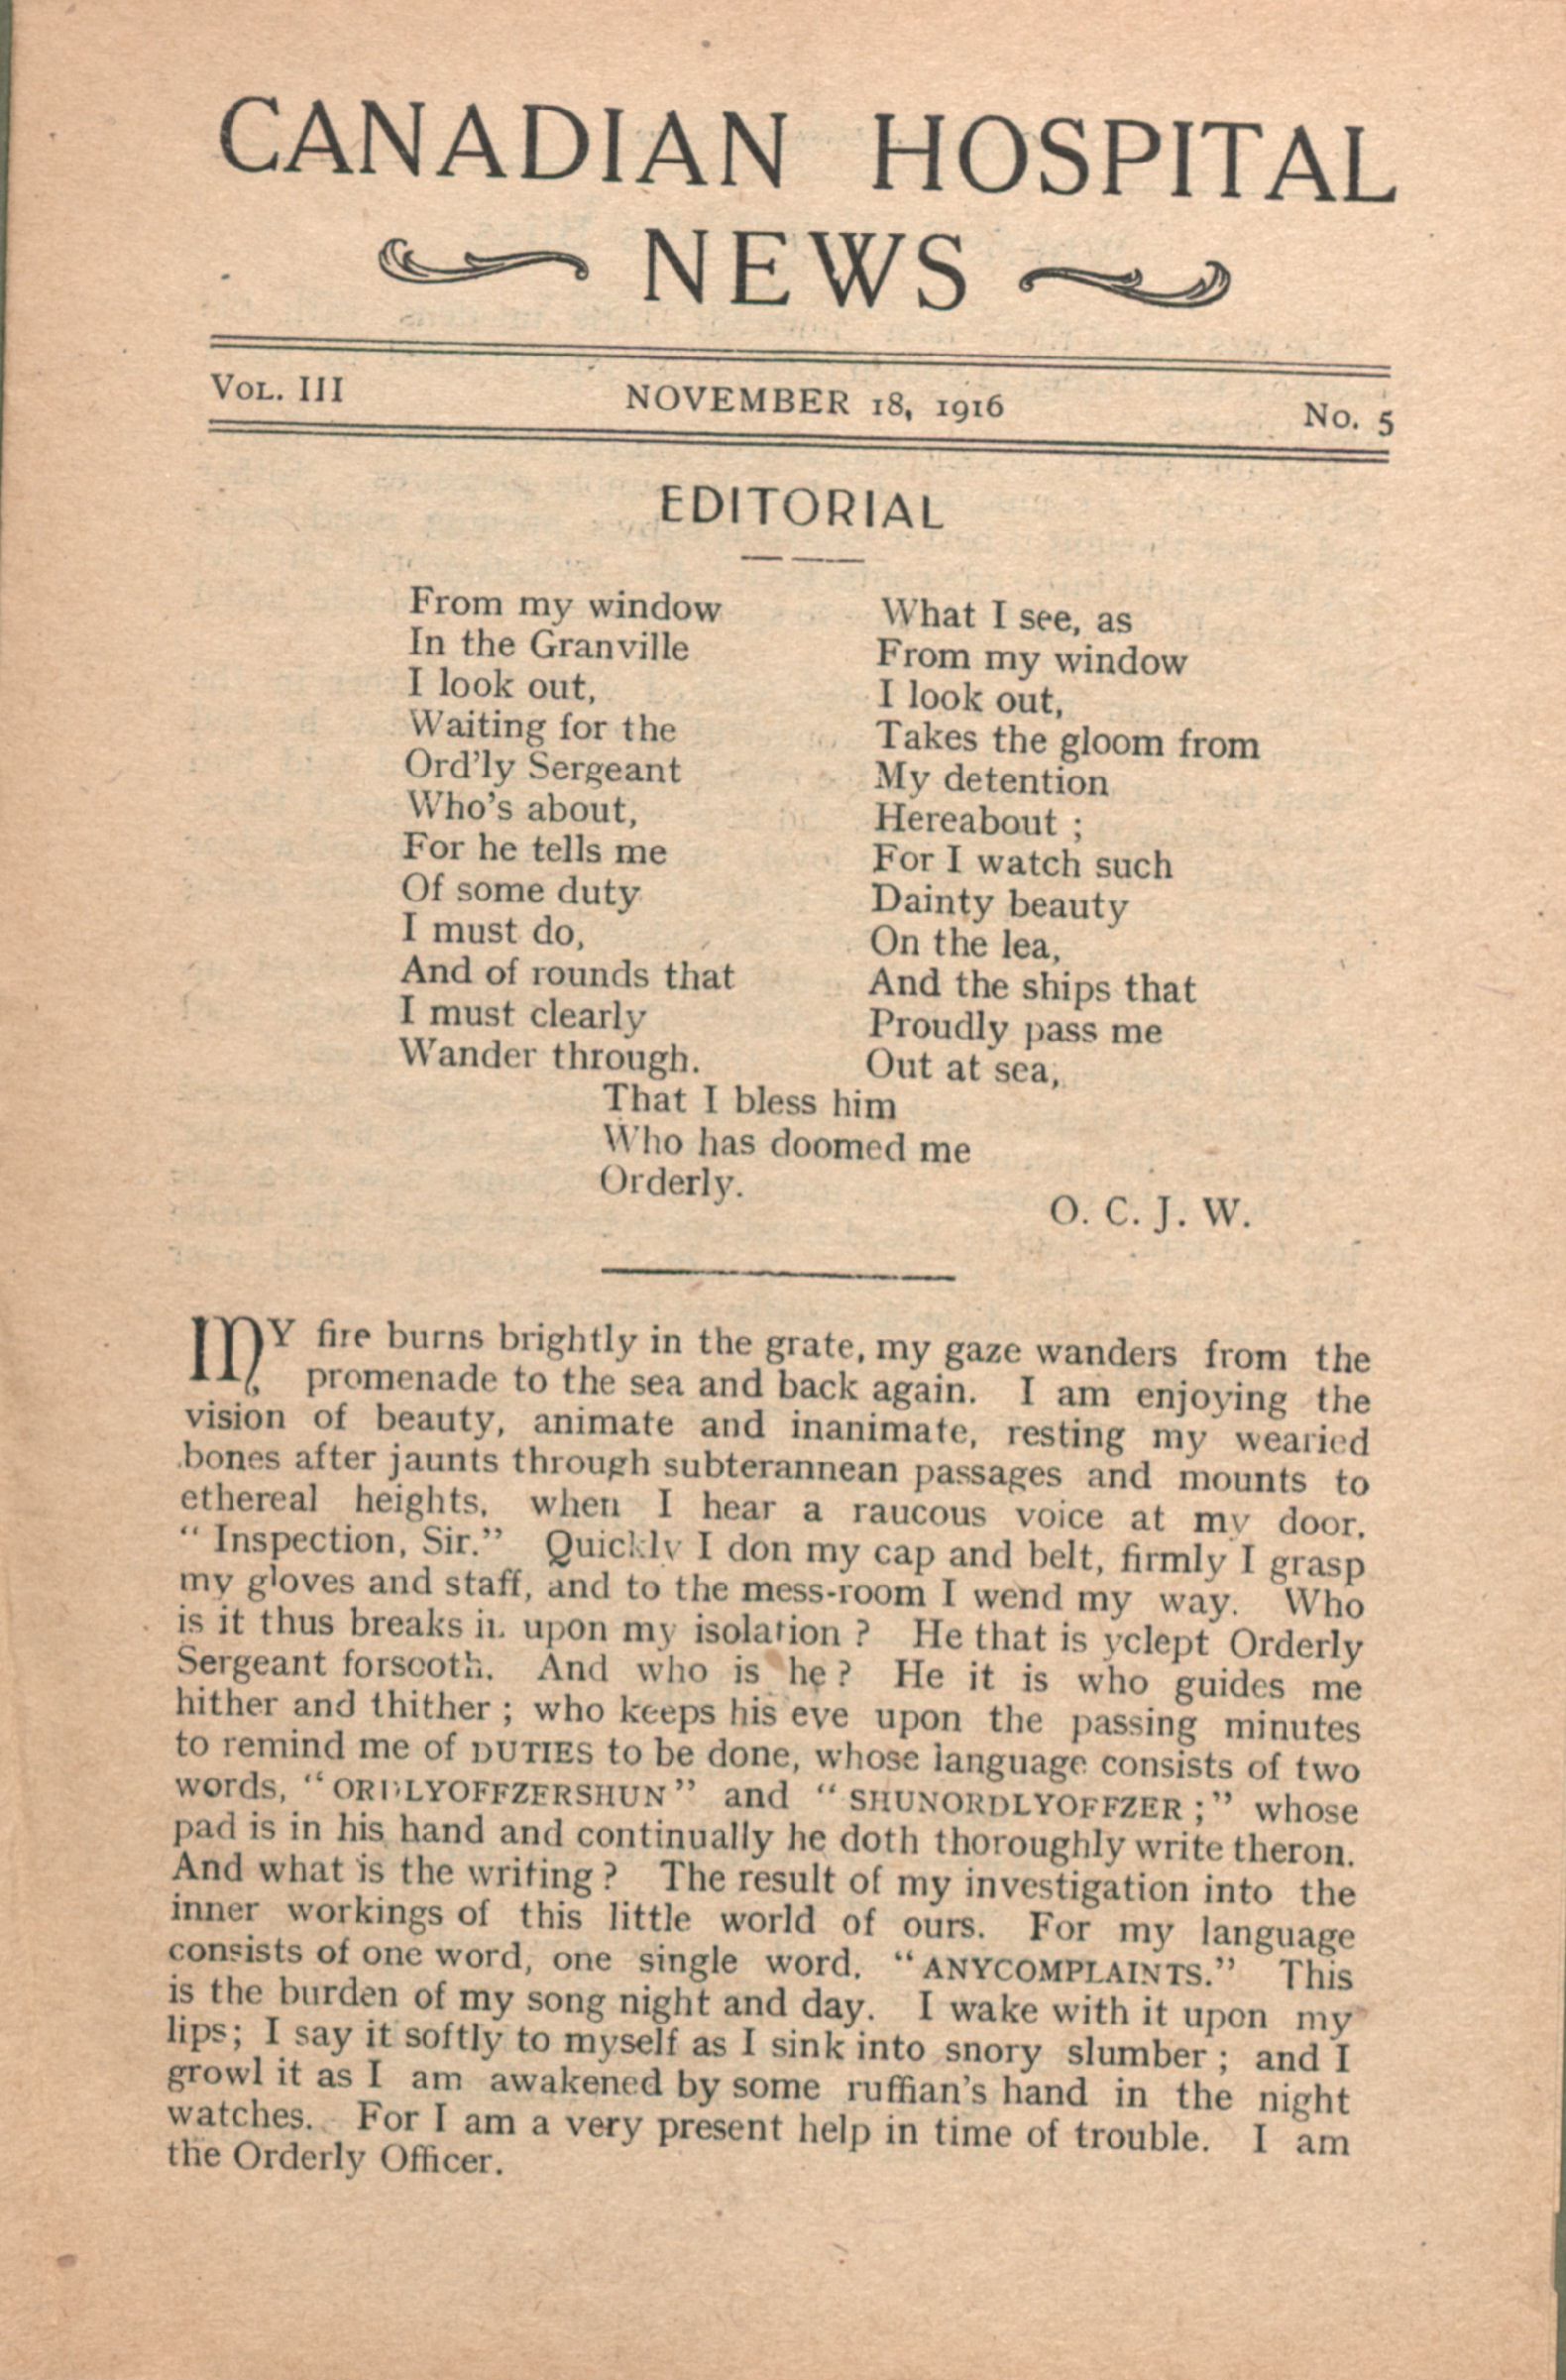 CANADIAN HOSPITAL
NEWS
VOL. III
NOVEMBER 18, 1916
No. 5
EDITORIAL
From my window
In the Granville
I look out,
Waiting for the
Ord'ly Sergeant
Who's about,
For he tells me
Of some duty
I must do,
And of rounds that
I must clearly
Wander through.
What I see, as
From my window
I look out,
Takes the gloom from
My detention
Hereabout ;
For I watch such
Dainty beauty
On the lea,
And the ships that
Proudly pass me
Out at sea,
That I bless him
Who has doomed me
Orderly.
O. C. J. W.
MY fire burns brightly in the grate, my gaze wanders from the
promenade to the sea and back again. I am enjoying the
vision of beauty, animate and inanimate, resting my wearied
bones after jaunts through subterannean passages and mounts to
ethereal heights, when I hear a raucous voice at my door.
" Inspection, Sir." Quickly I don my cap and belt, firmly I grasp
my gloves and staff, and to the mess-room I wend my way. Who
is it thus breaks in upon my isolation ? He that is yclept Orderly
Sergeant forsooth. And who is he ? He it is who guides me
hither and thither ; who keeps his eye upon the passing minutes
to remind me of DUTIES to be done, whose language consists of two
words, "ORDLYOFFZERSHUN" and "SHUNORDLYOFFZER ;" whose
pad is in his hand and continually he doth thoroughly write theron.
And what is the writing ? The result of my investigation into the
inner workings of this little world of ours. For my language
consists of one word, one single word. "ANYCOMPLAINTS." This
is the burden of my song night and day. I wake with it upon my
lips; I say it softly to myself as I sink into snory slumber ; and I
growl it as I am awakened by some ruffian's hand in the night
watches. For I am a very present help in time of trouble. I am
the Orderly Officer.